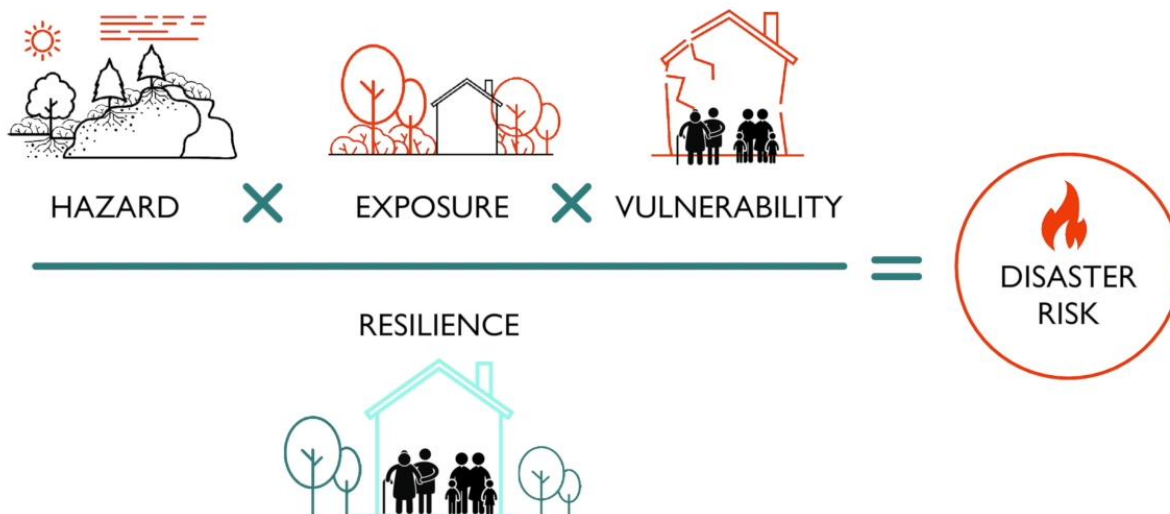 HAZARD × EXPOSURE × VULNERABILITY
=
DISASTER
RISK
RESILIENCE